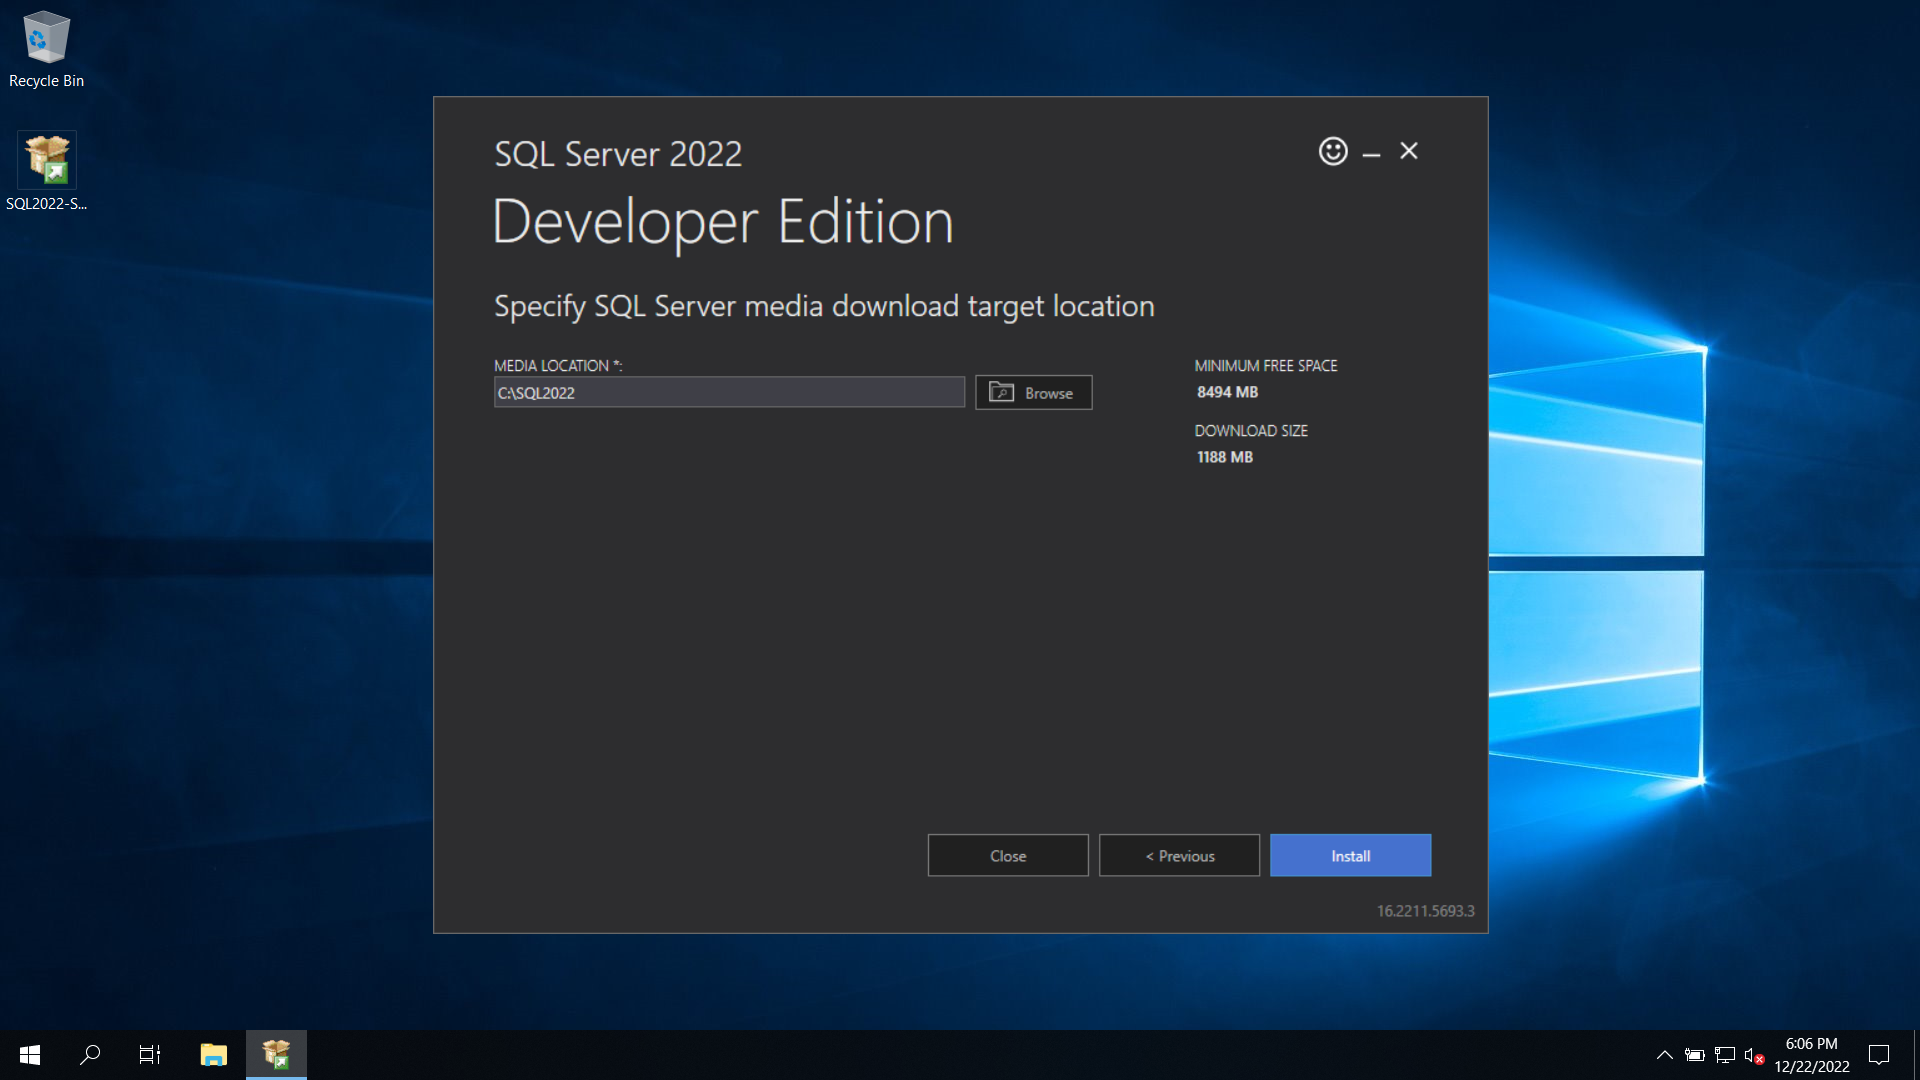 Recycle Bin
SQL2022-S...
SQL Server 2022
Developer Edition
Specify SQL Server media download target location
MEDIA LOCATION *:
C:\SQL2022
Browse
MINIMUM FREE SPACE
8494 MB
DOWNLOAD SIZE
1188 MB
Close
< Previous
Install
16.2211.5693.3
6:06 PM
12/22/2022